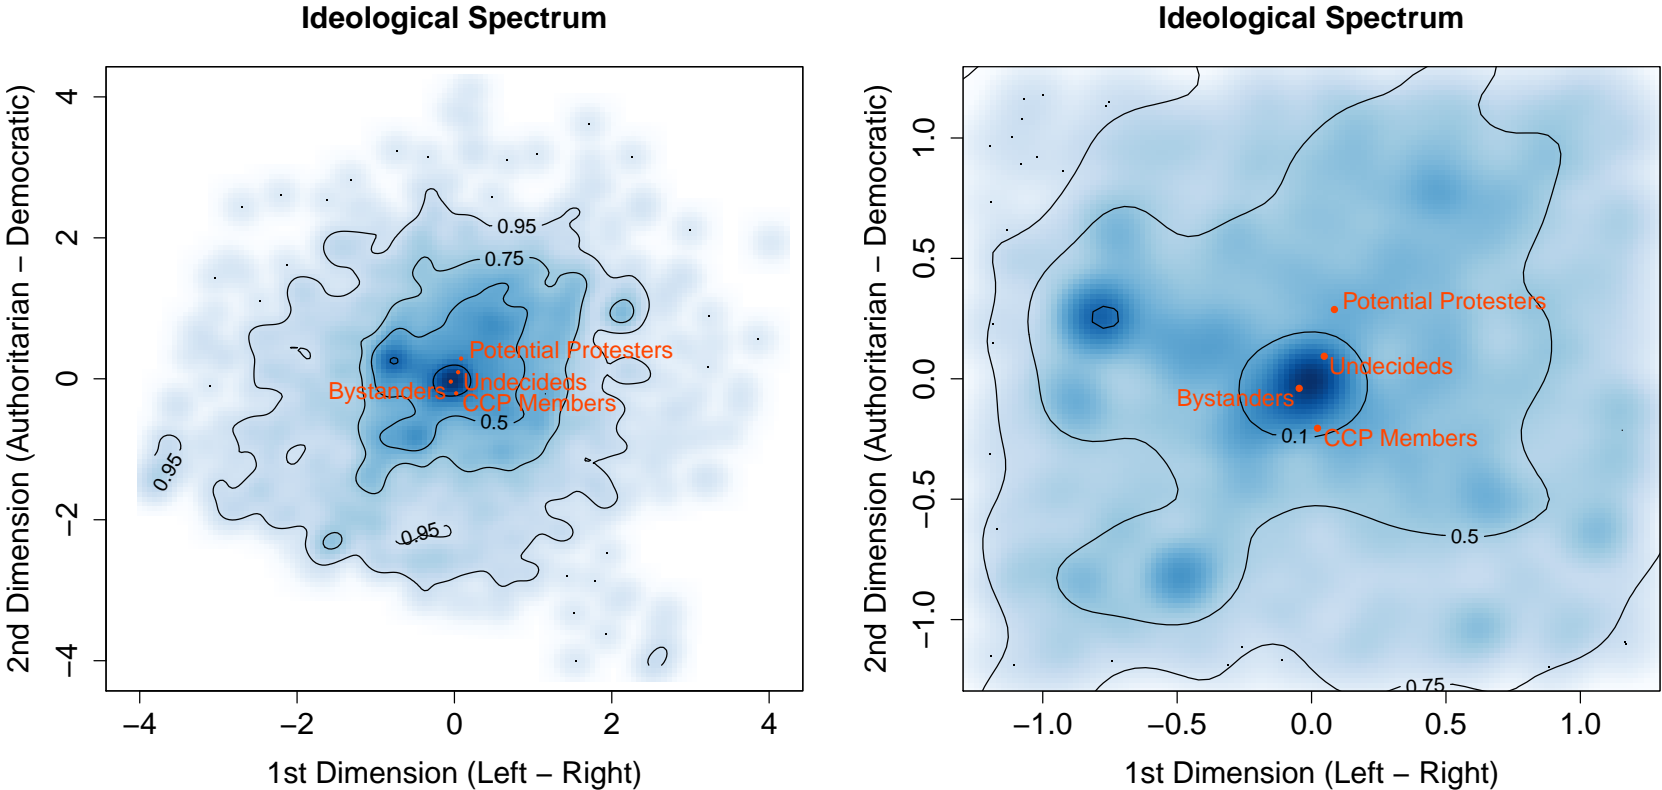 Ideological Spectrum
2nd Dimension (Authoritarian – Democratic)
4
2
0
−2
−4
0.95
0.75
Potential Protesters
Undecideds
Bystanders
CCP Members
0.5
0.95
0.95
−4
−2
0
2
4
1st Dimension (Left – Right)
Ideological Spectrum
2nd Dimension (Authoritarian – Democratic)
1.0
0.5
0.0
−0.5
−1.0
Potential Protesters
Undecideds
Bystanders
0.1
CCP Members
0.5
0.75
−1.0
−0.5
0.0
0.5
1.0
1st Dimension (Left – Right)